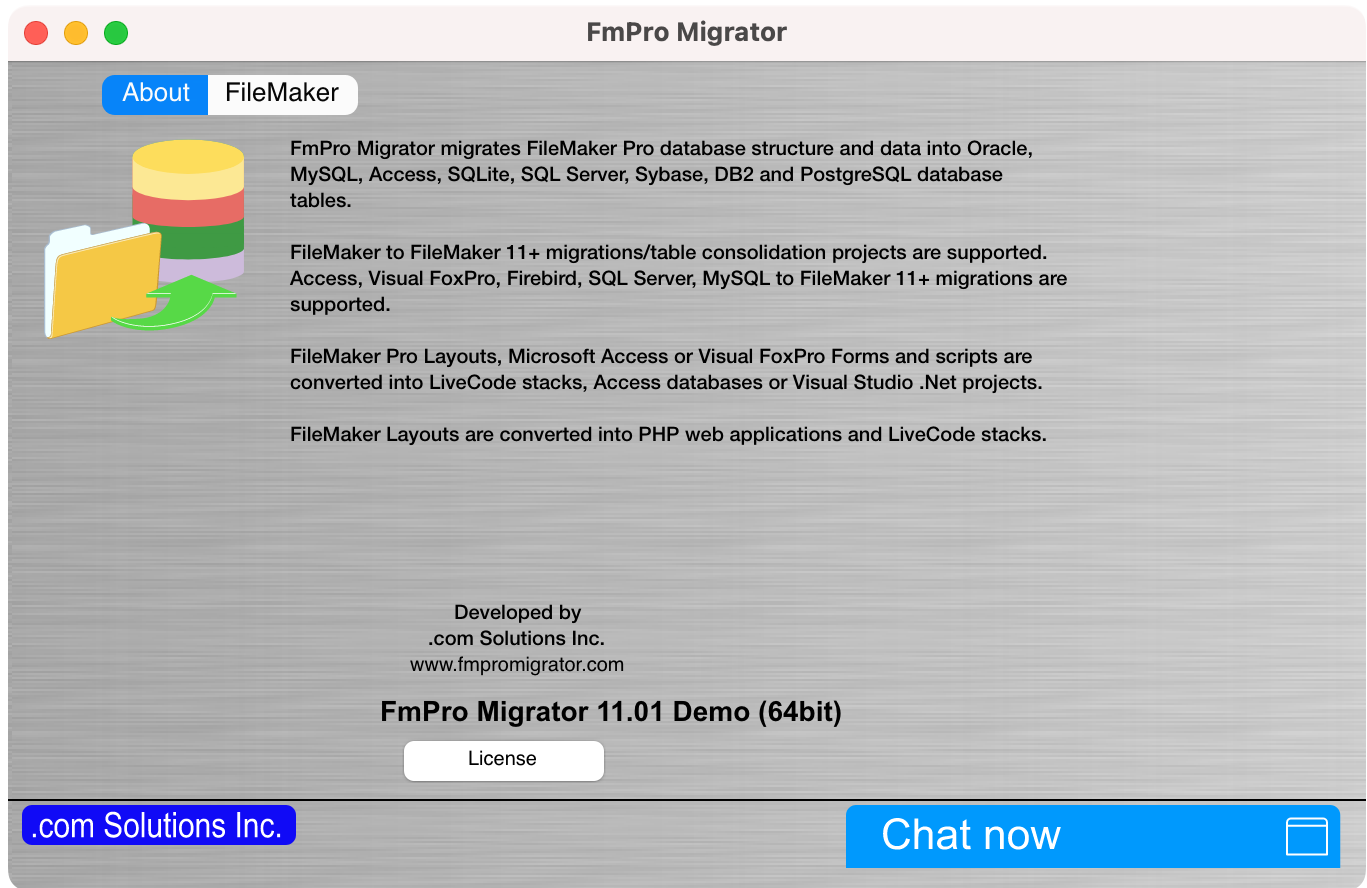 FmPro Migrator
About
FileMaker
FmPro Migrator migrates FileMaker Pro database structure and data into Oracle,
MySQL, Access, SQLite, SQL Server, Sybase, DB2 and PostgreSQL database
tables.
FileMaker to FileMaker 11+ migrations/table consolidation projects are supported.
Access, Visual FoxPro, Firebird, SQL Server, MySQL to FileMaker 11+ migrations are
supported.
FileMaker Pro Layouts, Microsoft Access or Visual FoxPro Forms and scripts are
converted into LiveCode stacks, Access databases or Visual Studio .Net projects.
FileMaker Layouts are converted into PHP web applications and LiveCode stacks.
Developed by
.com Solutions Inc.
www.fmpromigrator.com
FmPro Migrator 11.01 Demo (64bit)
License
.com Solutions Inc.
Chat now